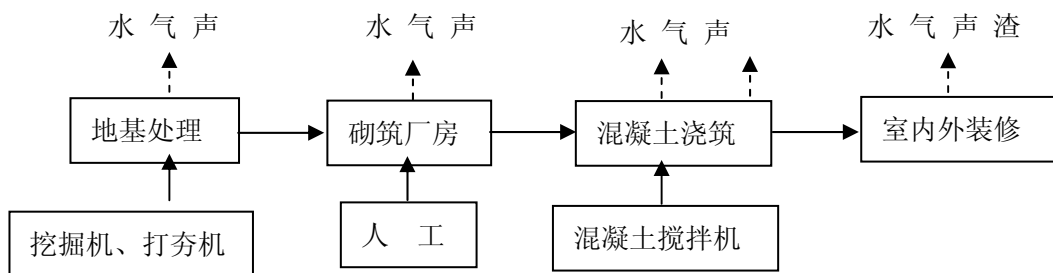 水 气 声
水 气 声
水 气 声
水 气 声 渣
地基处理
砌筑厂房
混凝土浇筑
室内外装修
挖掘机、打夯机
人 工
混凝土搅拌机